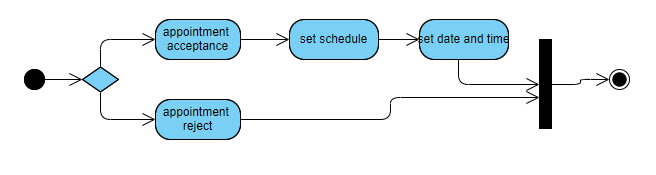 appointment
acceptance
set schedule
set date and time
appointment
reject